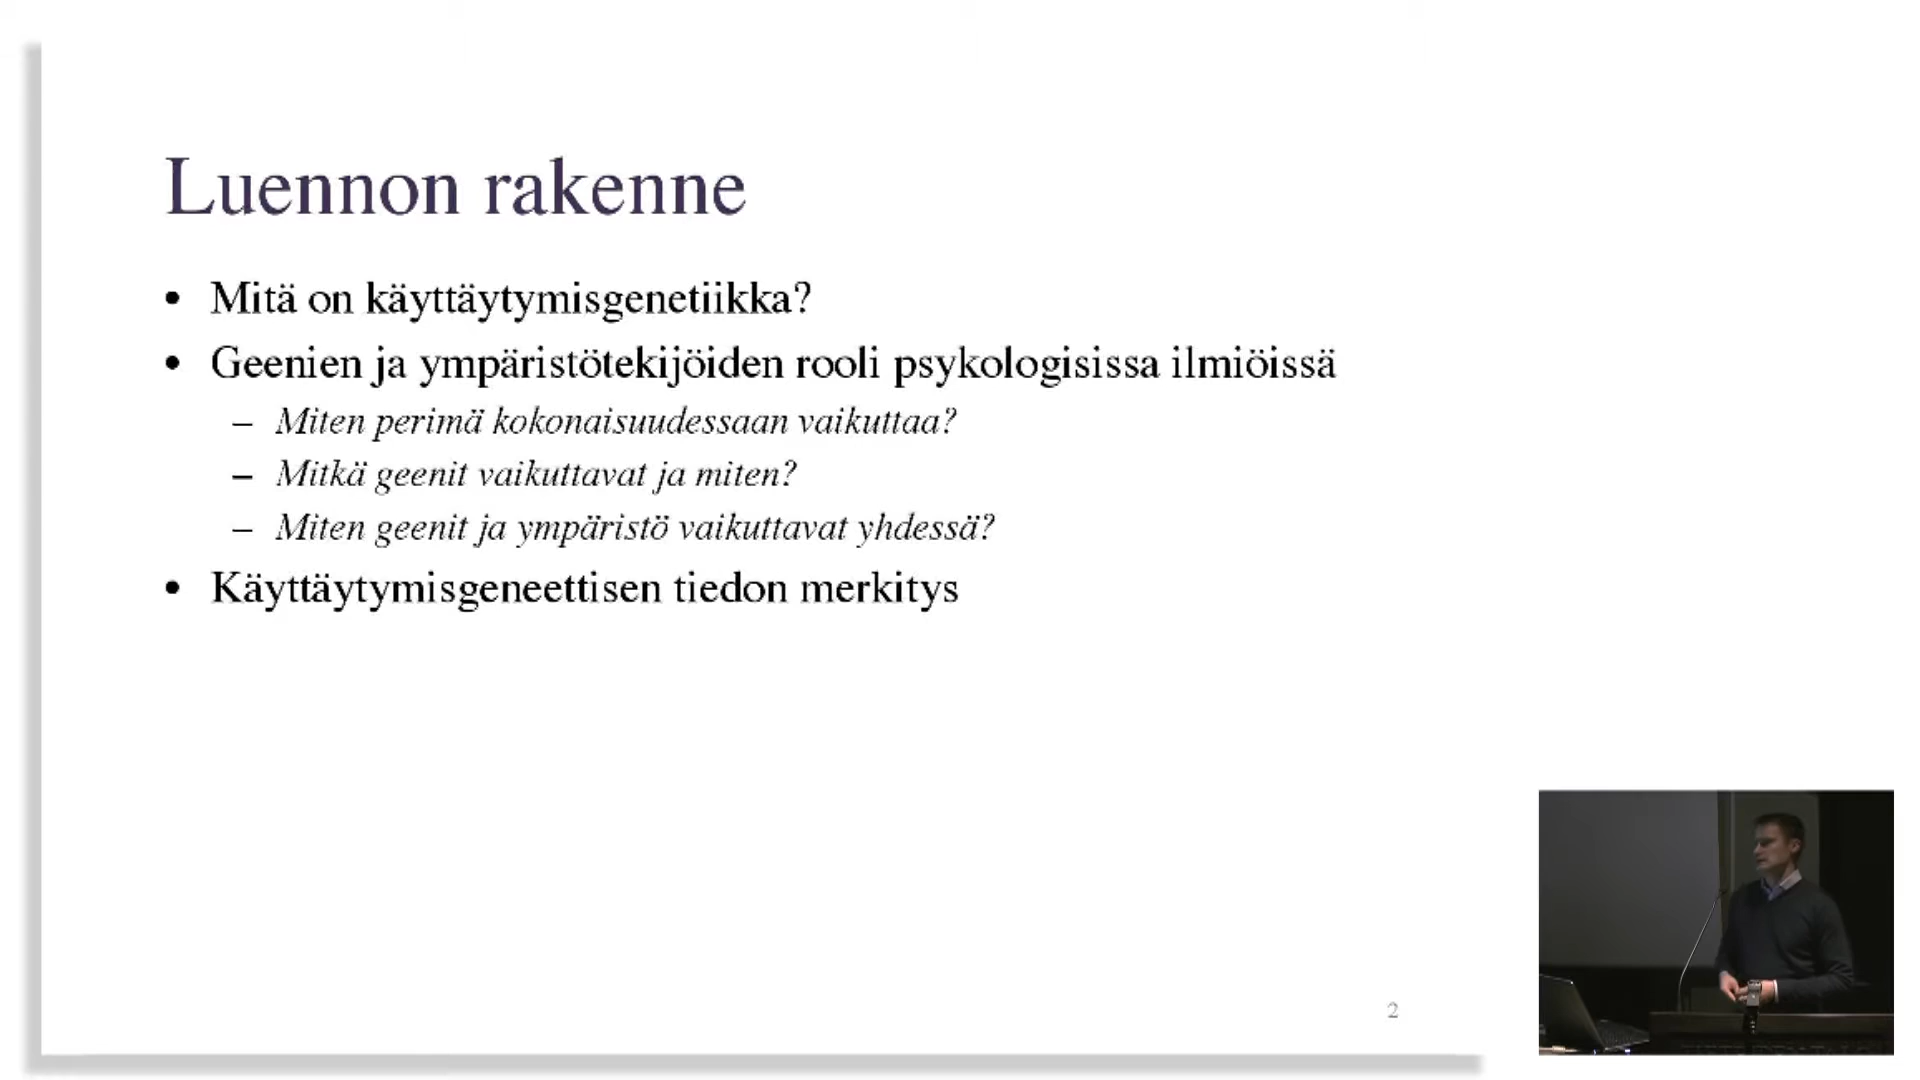 Luennon rakenne
• Mitä on käyttäytymisgenetiikka?
• Geenien ja ympäristötekijöiden rooli psykologisissa ilmiöissä
– Miten perimä kokonaisuudessaan vaikuttaa?
– Mitkä geenit vaikuttavat ja miten?
– Miten geenit ja ympäristö vaikuttavat yhdessä?
• Käyttäytymisgeneettisen tiedon merkitys
2